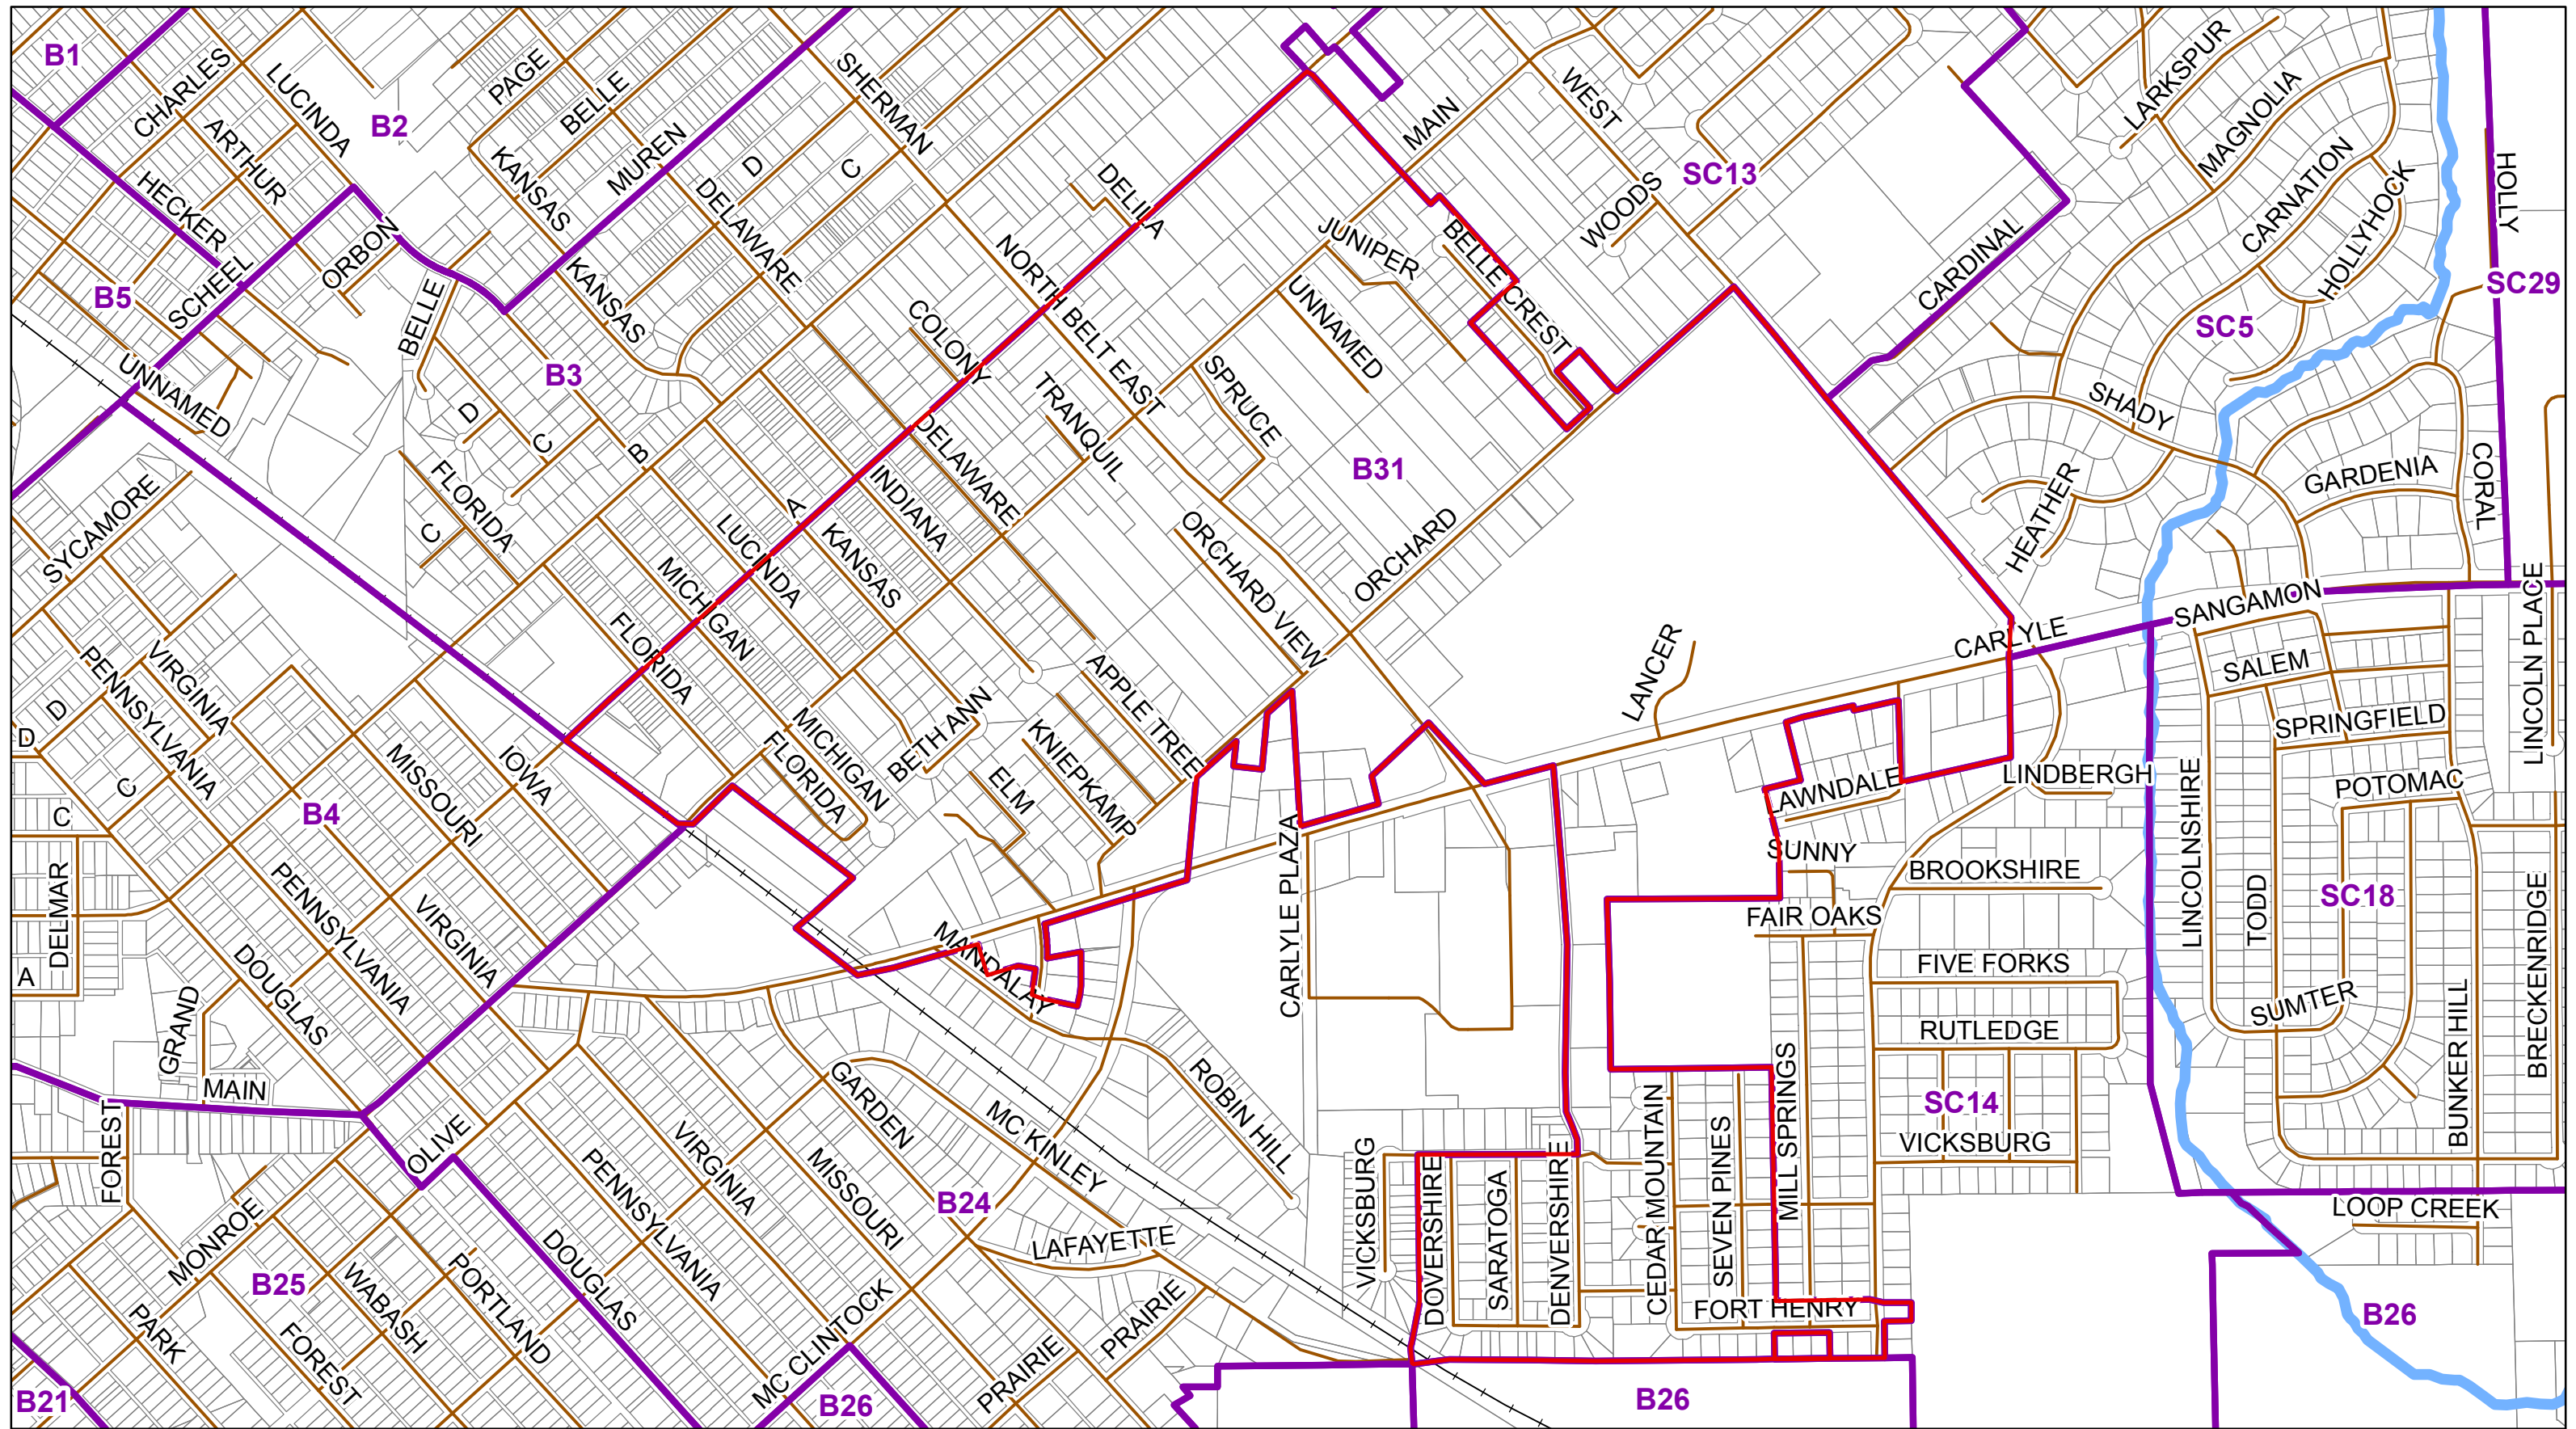 B1
CHARLES
LUCINDA
B2
PAGE
BELLE
SHERMAN
MUREN
ARTHUR
KANSAS
D
C
DELAWARE
HECKER
SCHEEL
ORBON
B5
UNNAMED
BELLE
KANSAS
B3
D
C
B
FLORIDA
C
SYCAMORE
MAIN
WEST
SC13
WOODS
DELILA
NORTH BELT EAST
JUNIPER
BELLE CREST
UNNAMED
COLONY
TRANQUIL
SPRUCE
B31
DELAWARE
INDIANA
A
LUCINDA
KANSAS
MICHIGAN
FLORIDA
ORCHARD VIEW
ORCHARD
LARKSPUR
MAGNOLIA
CARNATION
HOLLYHOCK
HOLLY
SC29
CARDINAL
SC5
SHADY
GARDENIA
CORAL
HEATHER
SANGAMON
CARLYLE
LINCOLN PLACE
LANCER
SALEM
SPRINGFIELD
VIRGINIA
PENNSYLVANIA
D
D
C
C
B4
MISSOURI
IOWA
DELMAR
A
PENNSYLVANIA
VIRGINIA
DOUGLAS
GRAND
MAIN
FOREST
APPLE TREE
BETH ANN
MICHIGAN
FLORIDA
KNIEPKAMP
ELM
MANDALAY
CARLYLE PLAZA
LAWNDALE
LINDBERGH
SUNNY
BROOKSHIRE
FAIR OAKS
FIVE FORKS
RUTLEDGE
LINCOLNSHIRE
TODD
POTOMAC
SC18
SUMTER
BUNKER HILL
BRECKENRIDGE
SC14
VICKSBURG
LOOP CREEK
OLIVE
GARDEN
MC KINLEY
ROBIN HILL
VIRGINIA
PENNSYLVANIA
MISSOURI
B24
LAFAYETTE
MONROE
B25
WABASH
PORTLAND
DOUGLAS
PARK
FOREST
MC CLINTOCK
PRAIRIE
PRAIRIE
B21
B26
VICKSBURG
DOVERSHIRE
SARATOGA
DENVERSHIRE
CEDAR MOUNTAIN
SEVEN PINES
MILL SPRINGS
FORT HENRY
B26
B26